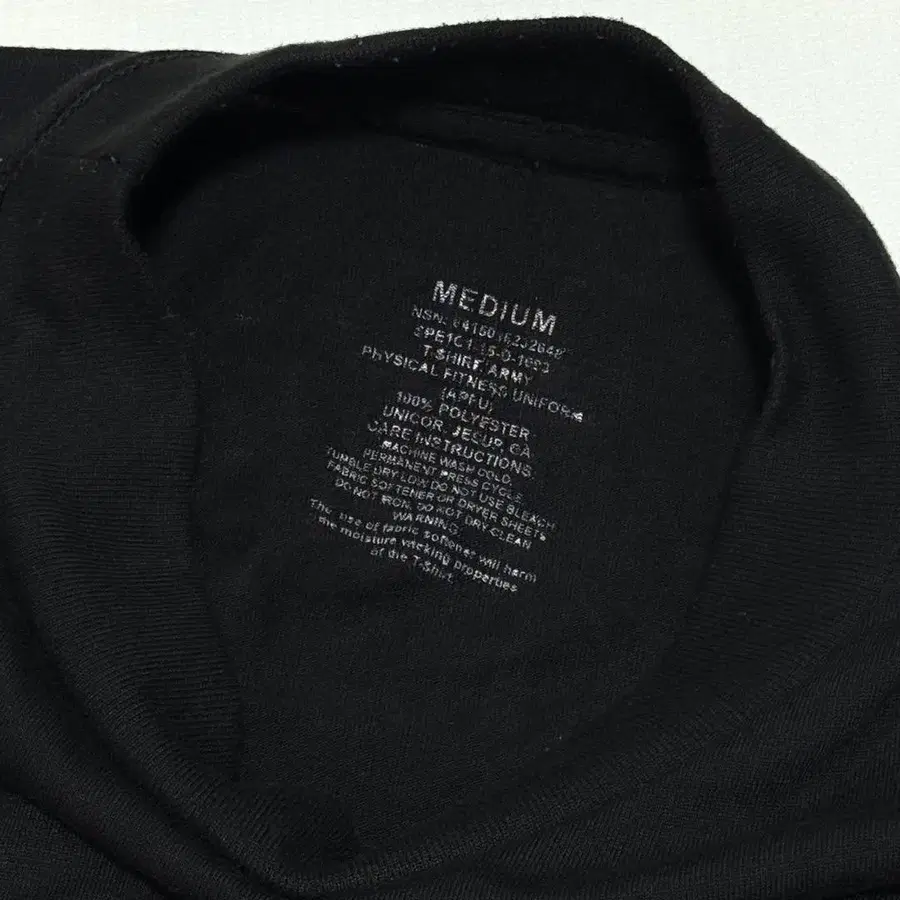 MEDIUM
NSN:
T-SHIRT ARMY
PhYSICAL FITNESS UNIFORM
(APFU)
100% POLYESTER
UNICOR, JESUP, GA
CARE INSTRUCTIONS:
MACHINE WASH COLD
PERMANENT PRESS CYCLE
TUMBLE DRY LOW DO NOT USE BLEACH
FABRIC SOFTENER OR DRYER SHEETS
DO NOT IRON, DO NOT DRY-CLEAN
WARNING:
The use of fabric softener will harm
the moisture wicking properties
of the T-Shirt.